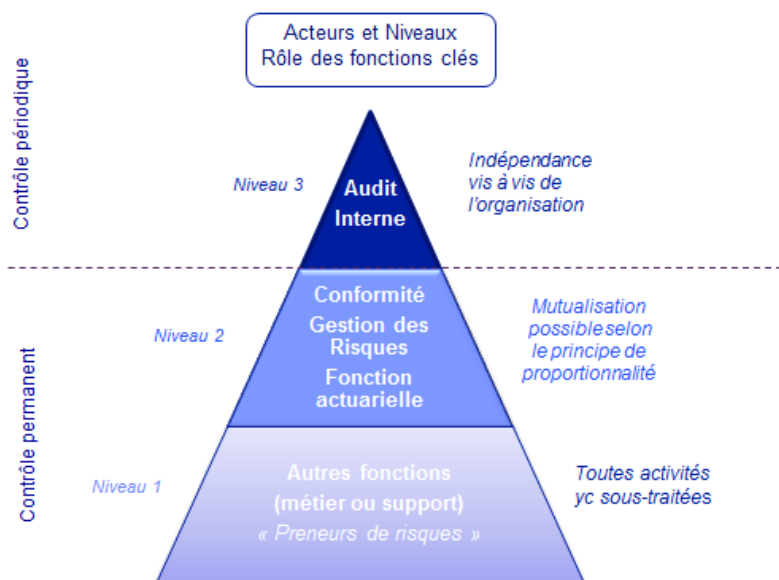 Acteurs et Niveaux
Rôle des fonctions clés
Contrôle périodique
Niveau 3
Audit
Interne
Indépendance
vis à vis de
l'organisation
Contrôle permanent
Niveau 2
Conformité
Gestion des
Risques
Fonction
actuarielle
Mutualisation
possible selon
le principe de
proportionnalité
Niveau 1
Autres fonctions
(métier ou support)
« Preneurs de risques »
Toutes activités
yc sous-traitées